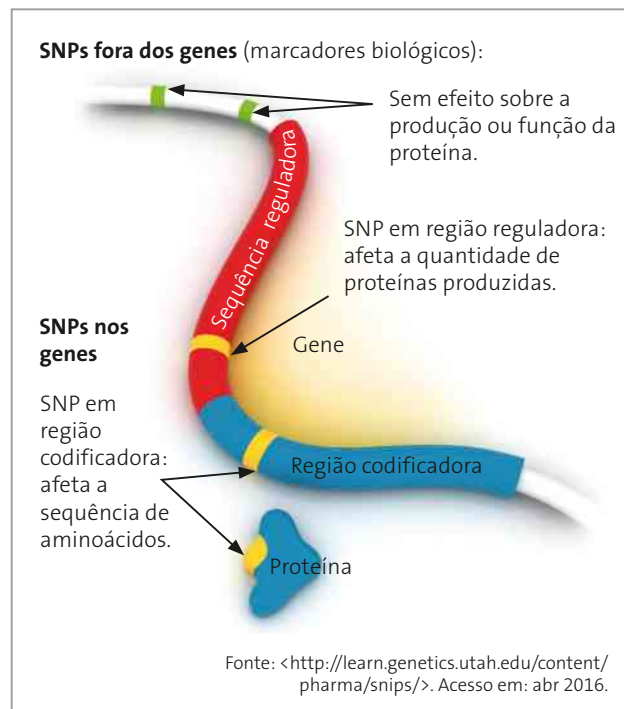 SNPs fora dos genes (marcadores biológicos):
Sem efeito sobre a
produção ou função da
proteína.
Sequência reguladora
SNP em região reguladora:
afeta a quantidade de
proteínas produzidas.
SNPs nos
genes
Gene
SNP em
região
codificadora:
afeta a
sequência de
aminoácidos.
Região codificadora
Proteína
Fonte: <http://learn.genetics.utah.edu/content/
pharma/snips/>. Acesso em: abr 2016.